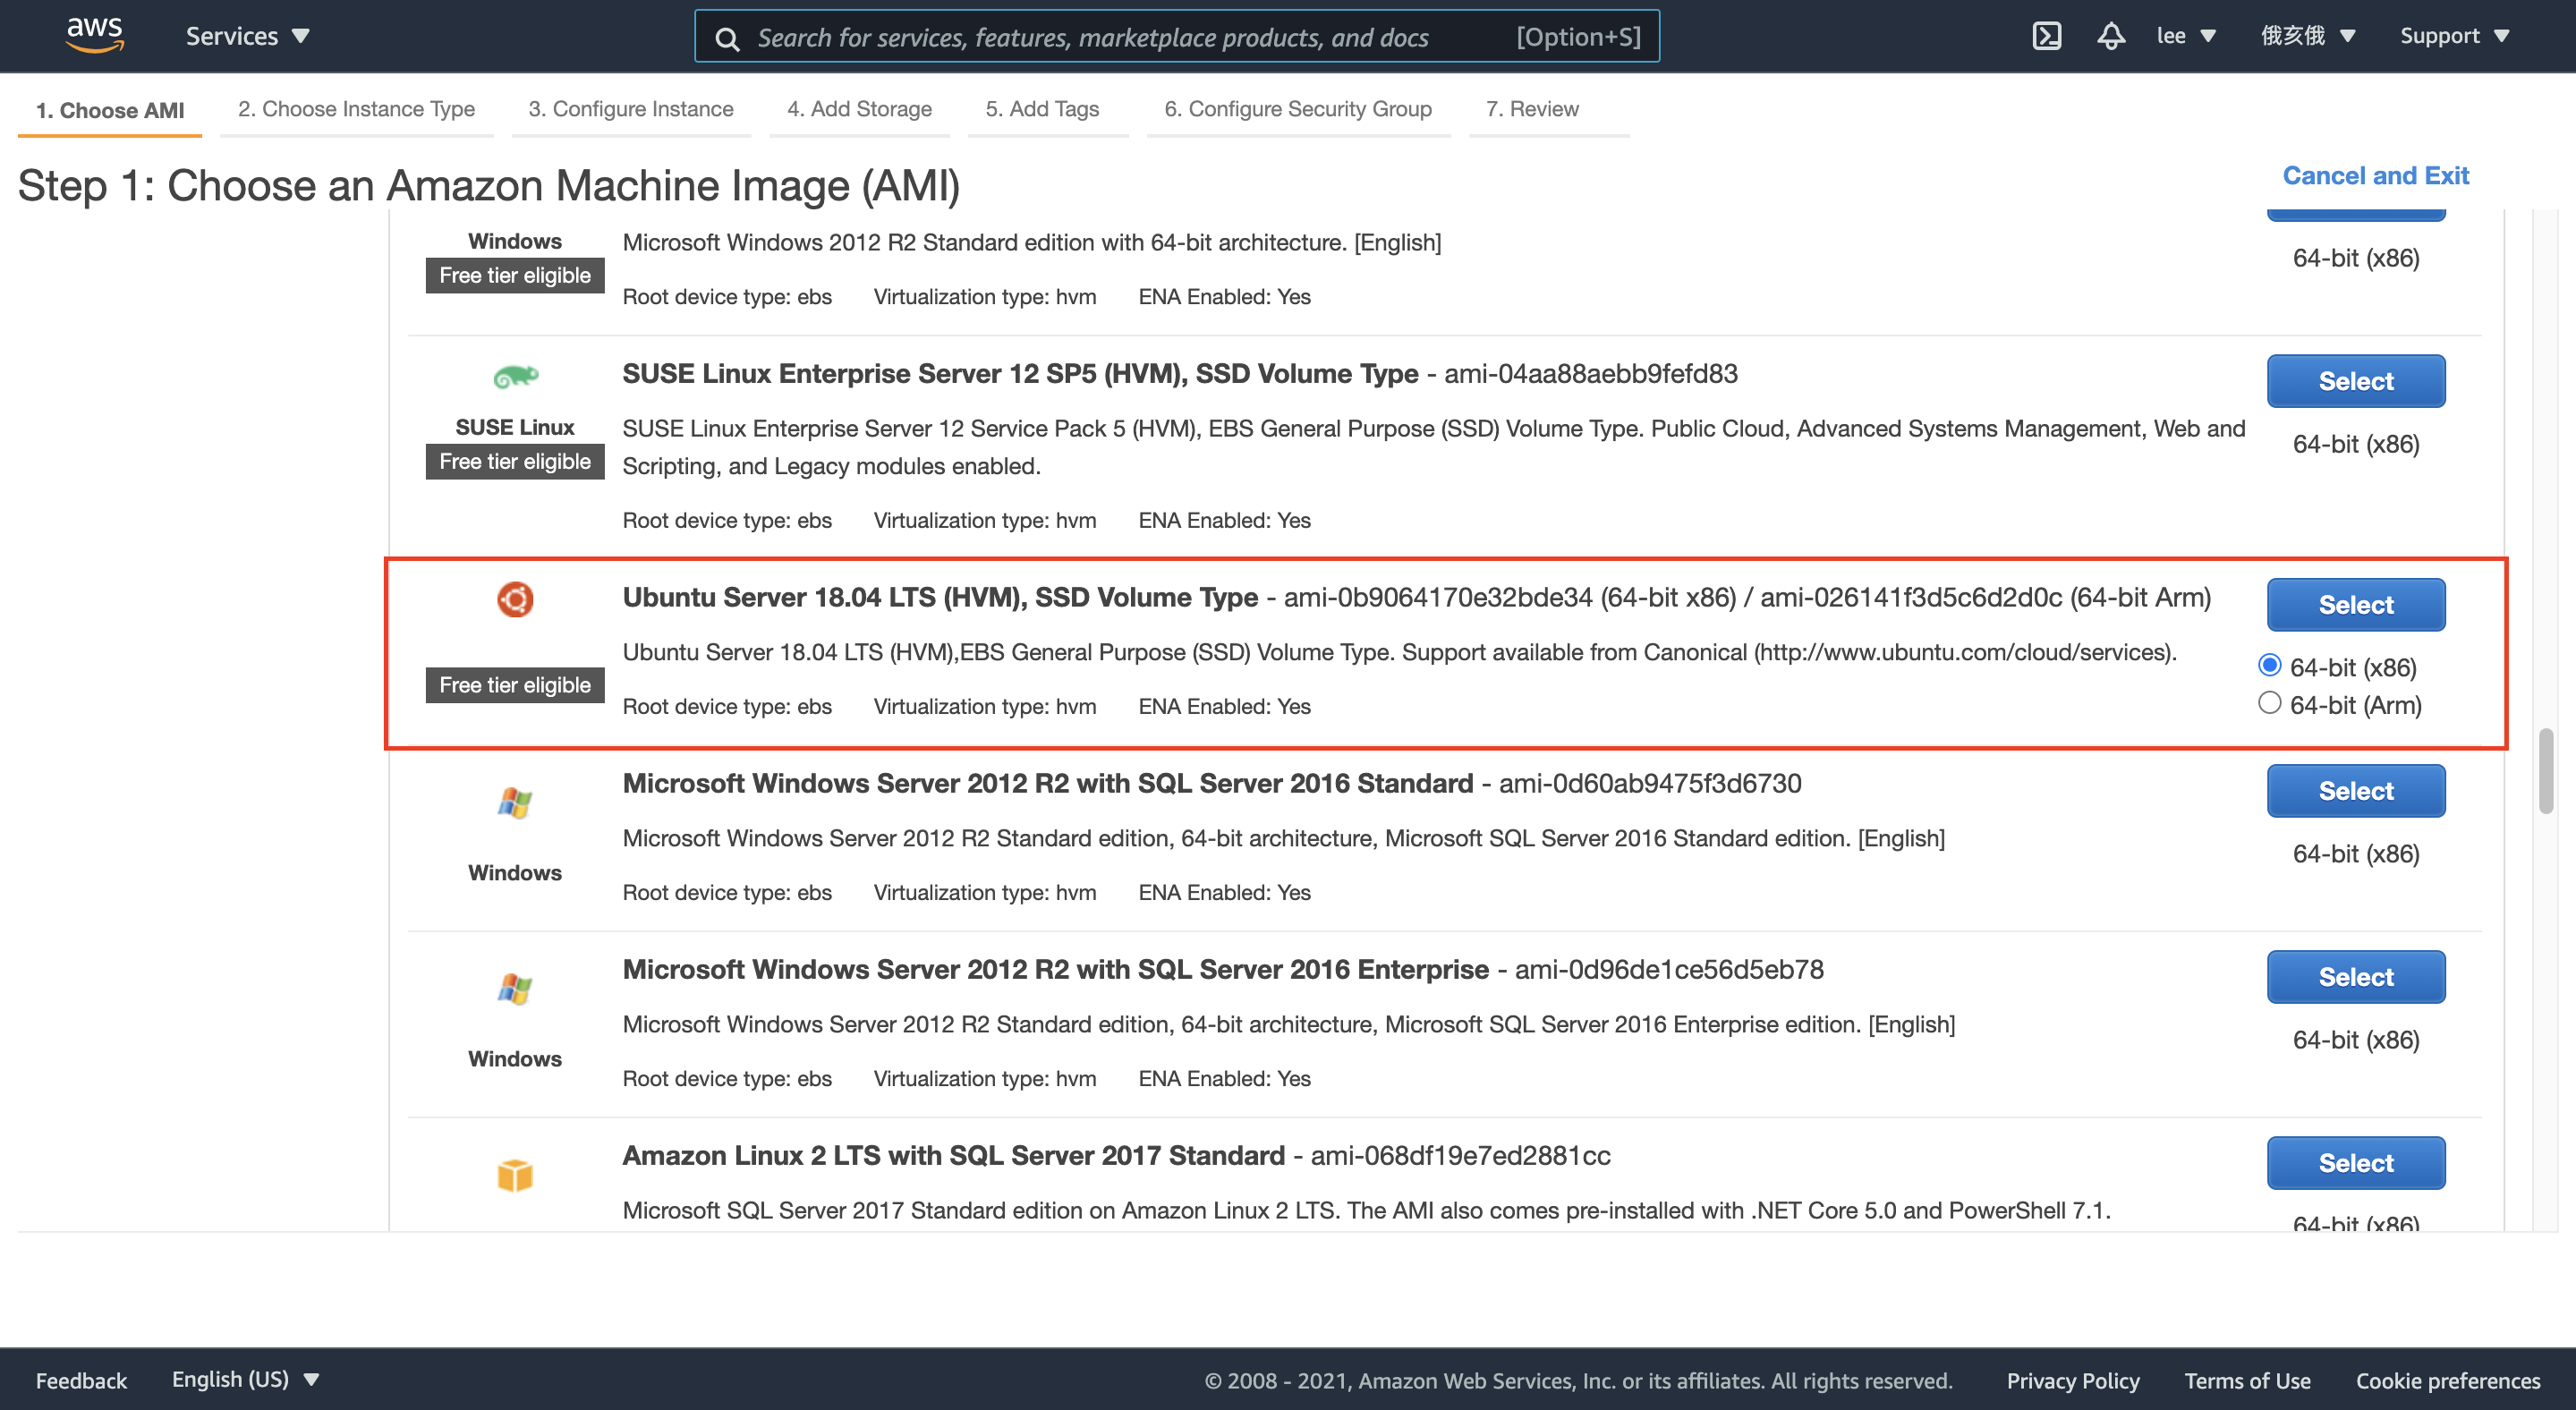 aws Services Search for services, features, marketplace products, and docs [Option+S] lee 俄亥俄 Support
1. Choose AMI 2. Choose Instance Type 3. Configure Instance 4. Add Storage 5. Add Tags 6. Configure Security Group 7. Review
Step 1: Choose an Amazon Machine Image (AMI) Cancel and Exit
Windows
Free tier eligible
Microsoft Windows 2012 R2 Standard edition with 64-bit architecture. [English]
Root device type: ebs Virtualization type: hvm ENA Enabled: Yes
64-bit (x86)
SUSE Linux
Free tier eligible
SUSE Linux Enterprise Server 12 SP5 (HVM), SSD Volume Type - ami-04aa88aebb9fefd83
SUSE Linux Enterprise Server 12 Service Pack 5 (HVM), EBS General Purpose (SSD) Volume Type. Public Cloud, Advanced Systems Management, Web and
Scripting, and Legacy modules enabled.
Root device type: ebs Virtualization type: hvm ENA Enabled: Yes
Select
64-bit (x86)
Free tier eligible
Ubuntu Server 18.04 LTS (HVM), SSD Volume Type - ami-0b9064170e32bde34 (64-bit x86) / ami-026141f3d5c6d2d0c (64-bit Arm)
Ubuntu Server 18.04 LTS (HVM),EBS General Purpose (SSD) Volume Type. Support available from Canonical (http://www.ubuntu.com/cloud/services).
Root device type: ebs Virtualization type: hvm ENA Enabled: Yes
Select
64-bit (x86)
64-bit (Arm)
Windows
Microsoft Windows Server 2012 R2 with SQL Server 2016 Standard - ami-0d60ab9475f3d6730
Microsoft Windows Server 2012 R2 Standard edition, 64-bit architecture, Microsoft SQL Server 2016 Standard edition. [English]
Root device type: ebs Virtualization type: hvm ENA Enabled: Yes
Select
64-bit (x86)
Windows
Microsoft Windows Server 2012 R2 with SQL Server 2016 Enterprise - ami-0d96de1ce56d5eb78
Microsoft Windows Server 2012 R2 Standard edition, 64-bit architecture, Microsoft SQL Server 2016 Enterprise edition. [English]
Root device type: ebs Virtualization type: hvm ENA Enabled: Yes
Select
64-bit (x86)
Amazon Linux 2 LTS with SQL Server 2017 Standard - ami-068df19e7ed2881cc
Microsoft SQL Server 2017 Standard edition on Amazon Linux 2 LTS. The AMI also comes pre-installed with .NET Core 5.0 and PowerShell 7.1.
Select
64-bit (x86)
Feedback English (US) © 2008 - 2021, Amazon Web Services, Inc. or its affiliates. All rights reserved. Privacy Policy Terms of Use Cookie preferences